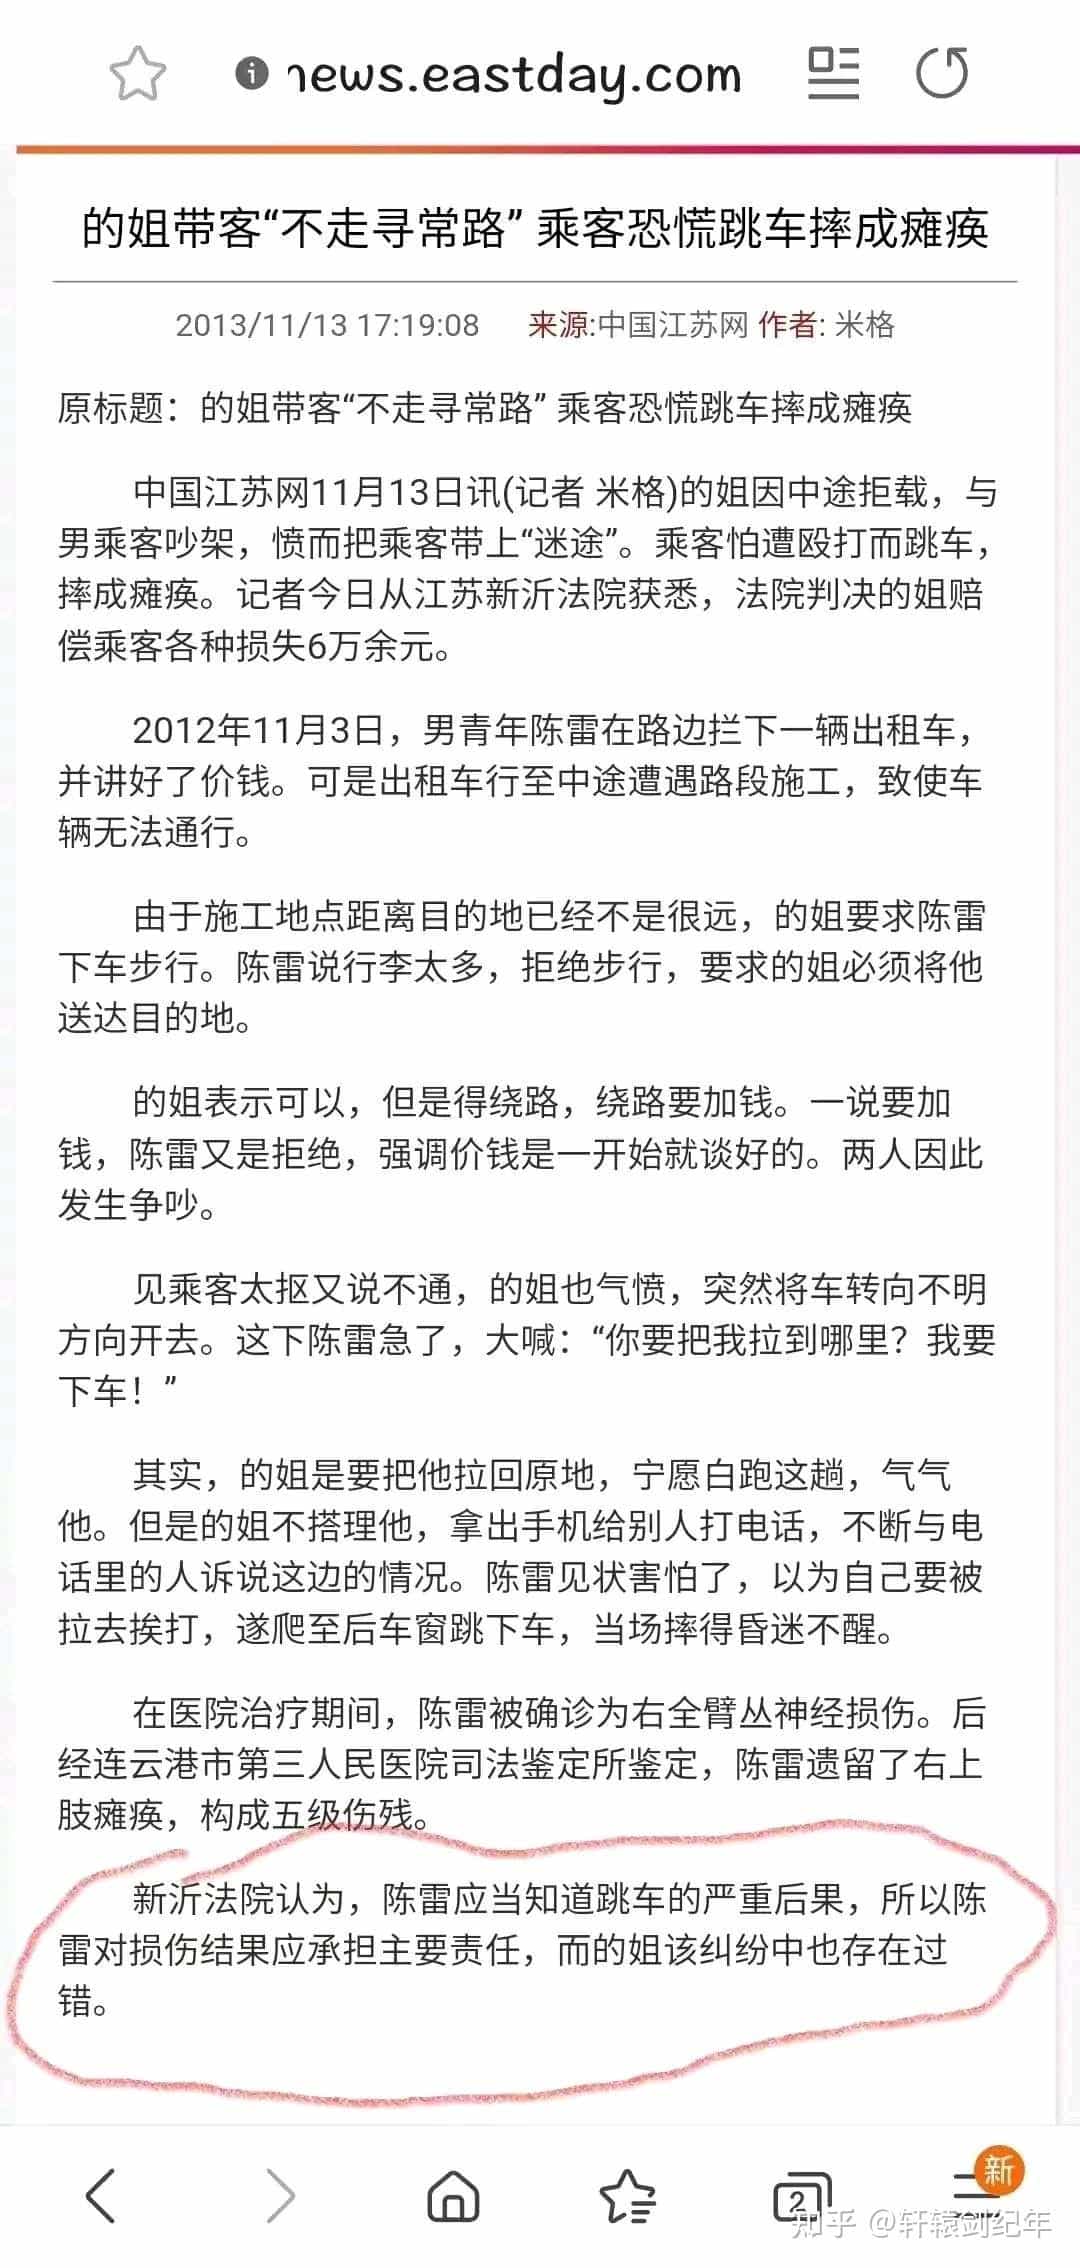 news.eastday.com
的姐带客“不走寻常路” 乘客恐慌跳车摔成瘫痪
2013/11/13 17:19:08 来源:中国江苏网 作者: 米格
原标题：的姐带客“不走寻常路” 乘客恐慌跳车摔成瘫痪
中国江苏网11月13日讯(记者 米格)的姐因中途拒载，与
男乘客吵架，愤而把乘客带上“迷途”。乘客怕遭殴打而跳车，
摔成瘫痪。记者今日从江苏新沂法院获悉，法院判决的姐赔
偿乘客各种损失6万余元。
2012年11月3日，男青年陈雷在路边拦下一辆出租车，
并讲好了价钱。可是出租车行至中途遭遇路段施工，致使车
辆无法通行。
由于施工地点距离目的地已经不是很远，的姐要求陈雷
下车步行。陈雷说行李太多，拒绝步行，要求的姐必须将他
送达目的地。
的姐表示可以，但是得绕路，绕路要加钱。一说要加
钱，陈雷又是拒绝，强调价钱是一开始就谈好的。两人因此
发生争吵。
见乘客太抠又说不通，的姐也气愤，突然将车转向不明
方向开去。这下陈雷急了，大喊：“你要把我拉到哪里？我要
下车！”
其实，的姐是要把他拉回原地，宁愿白跑这趟，气气
他。但是的姐不搭理他，拿出手机给别人打电话，不断与电
话里的人诉说这边的情况。陈雷见状害怕了，以为自己要被
拉去挨打，遂爬至后车窗跳下车，当场摔得昏迷不醒。
在医院治疗期间，陈雷被确诊为右全臂丛神经损伤。后
经连云港市第三人民医院司法鉴定所鉴定，陈雷遗留了右上
肢瘫痪，构成五级伤残。
新沂法院认为，陈雷应当知道跳车的严重后果，所以陈
雷对损伤结果应承担主要责任，而的姐该纠纷中也存在过
错。
新
2
知乎 @轩辕剑纪年